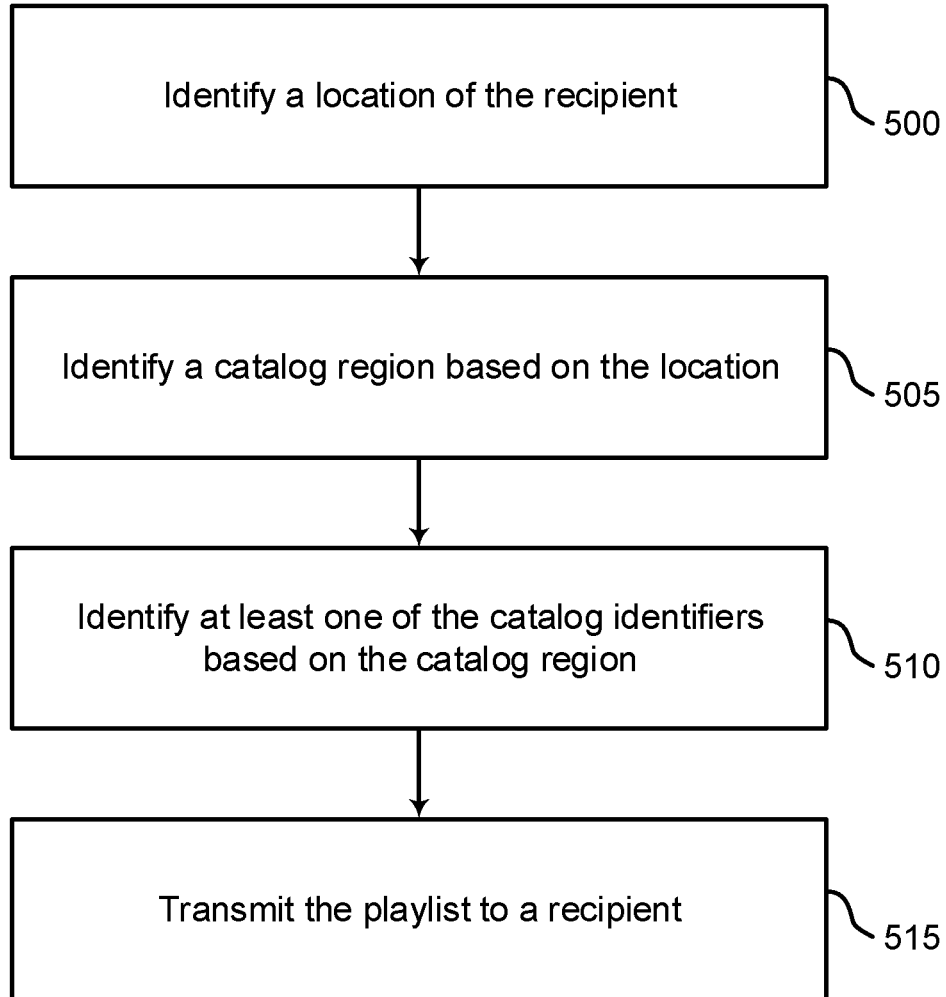 Identify a location of the recipient
500
Identify a catalog region based on the location
505
Identify at least one of the catalog identifiers
based on the catalog region
510
Transmit the playlist to a recipient
515